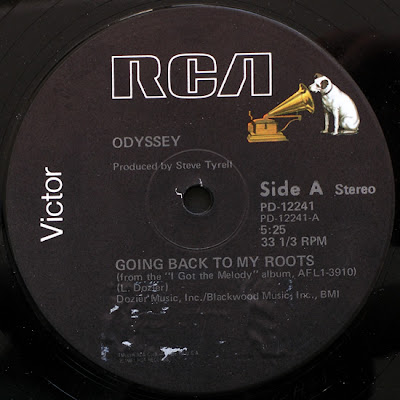 RCA
ODYSSEY
Produced by Steve Tyrell
Victor
Side A Stereo
PD-12241
PD-12241-A
5:25
33 1/3 RPM
GOING BACK TO MY ROOTS
(from the "I Got the Melody" album, AFL1-3910)
(L. Dozier)
Dozier Music, Inc./Blackwood Music, Inc., BMI